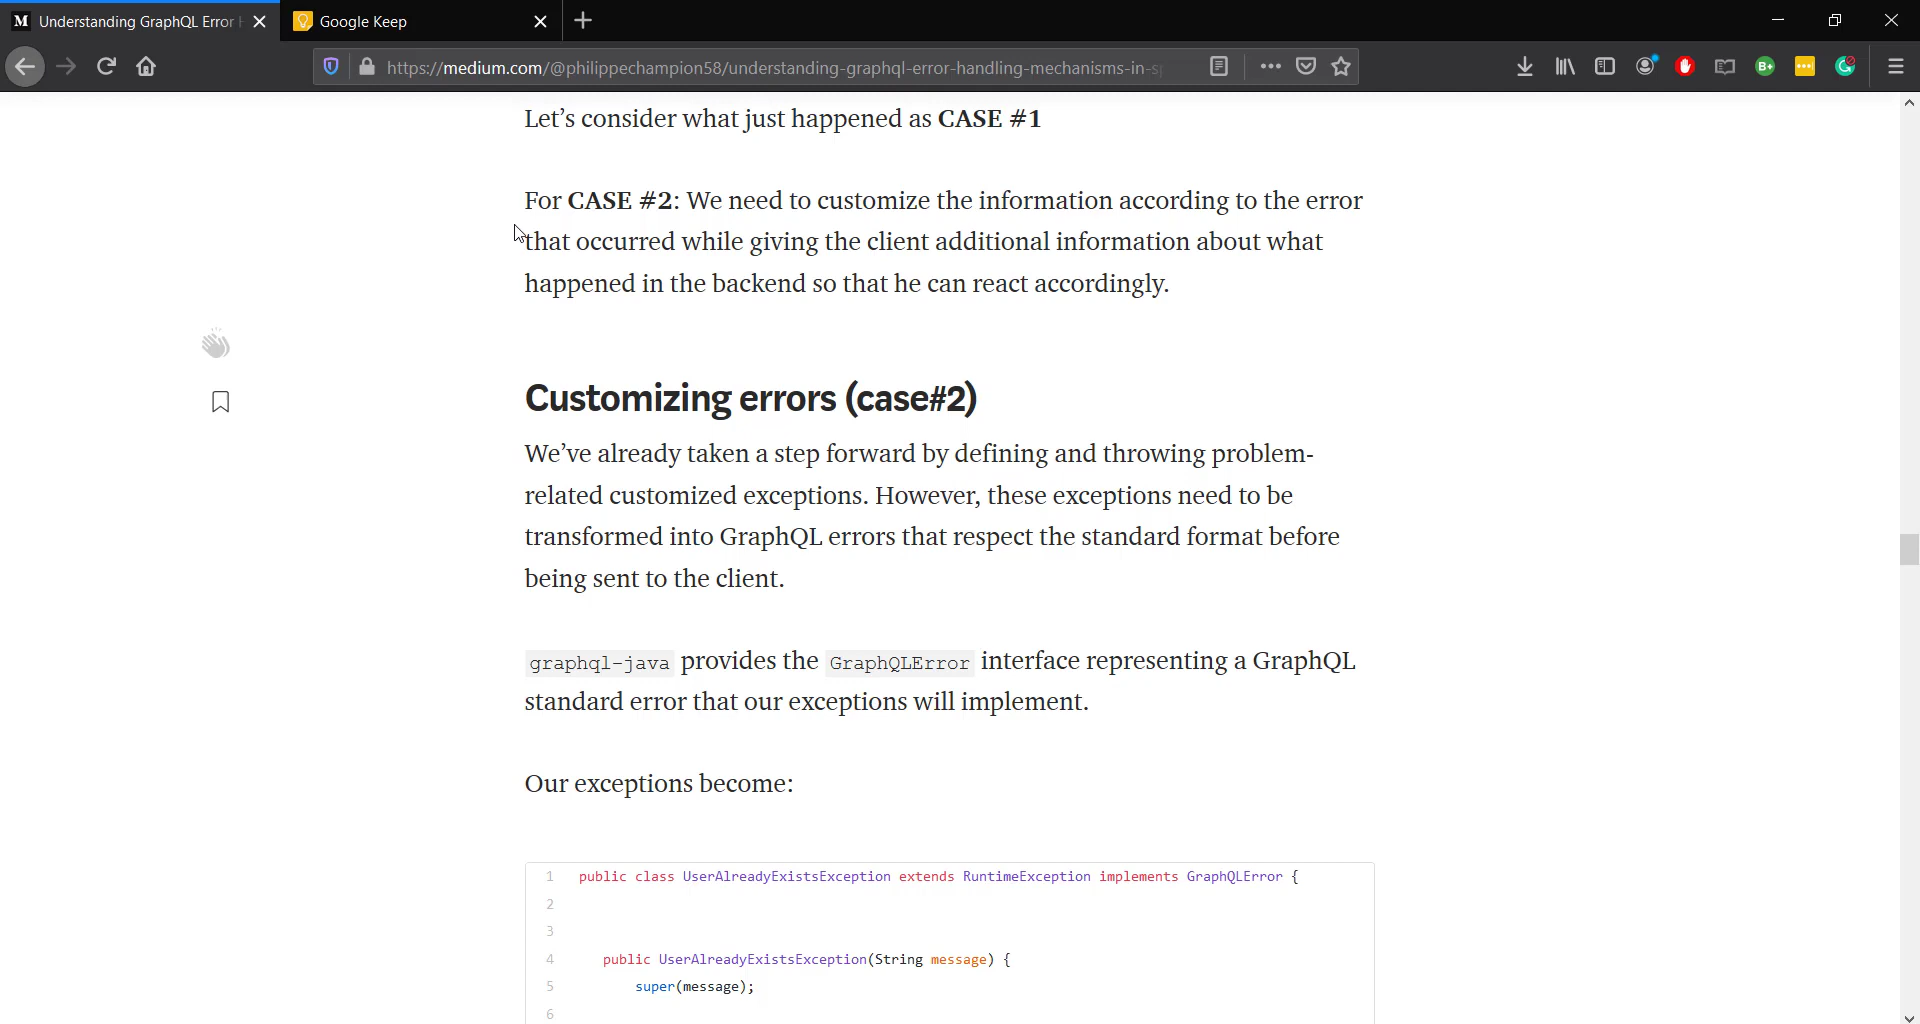 Understanding GraphQL Error
Google Keep
https://medium.com/@philippechampion58/understanding-graphql-error-handling-mechanisms-in-sp
Let’s consider what just happened as CASE #1
For CASE #2: We need to customize the information according to the error
that occurred while giving the client additional information about what
happened in the backend so that he can react accordingly.
Customizing errors (case#2)
We’ve already taken a step forward by defining and throwing problem-
related customized exceptions. However, these exceptions need to be
transformed into GraphQL errors that respect the standard format before
being sent to the client.
graphql-java provides the GraphQLError interface representing a GraphQL
standard error that our exceptions will implement.
Our exceptions become:
1 public class UserAlreadyExistsException extends RuntimeException implements GraphQLError {
2
3
4 public UserAlreadyExistsException(String message) {
5 super(message);
6